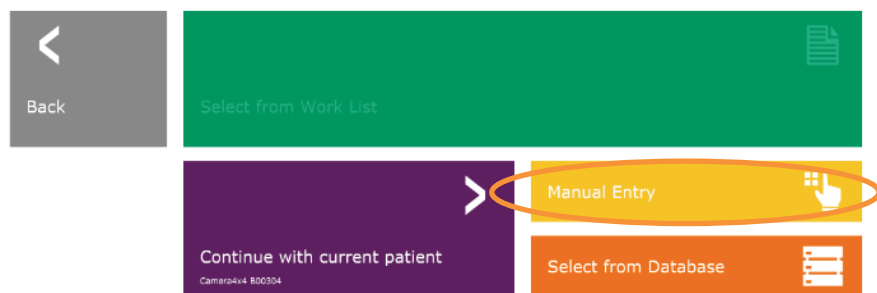 Back
Select from Work List
Manual Entry
Continue with current patient
Camera4x4 B00304
Select from Database